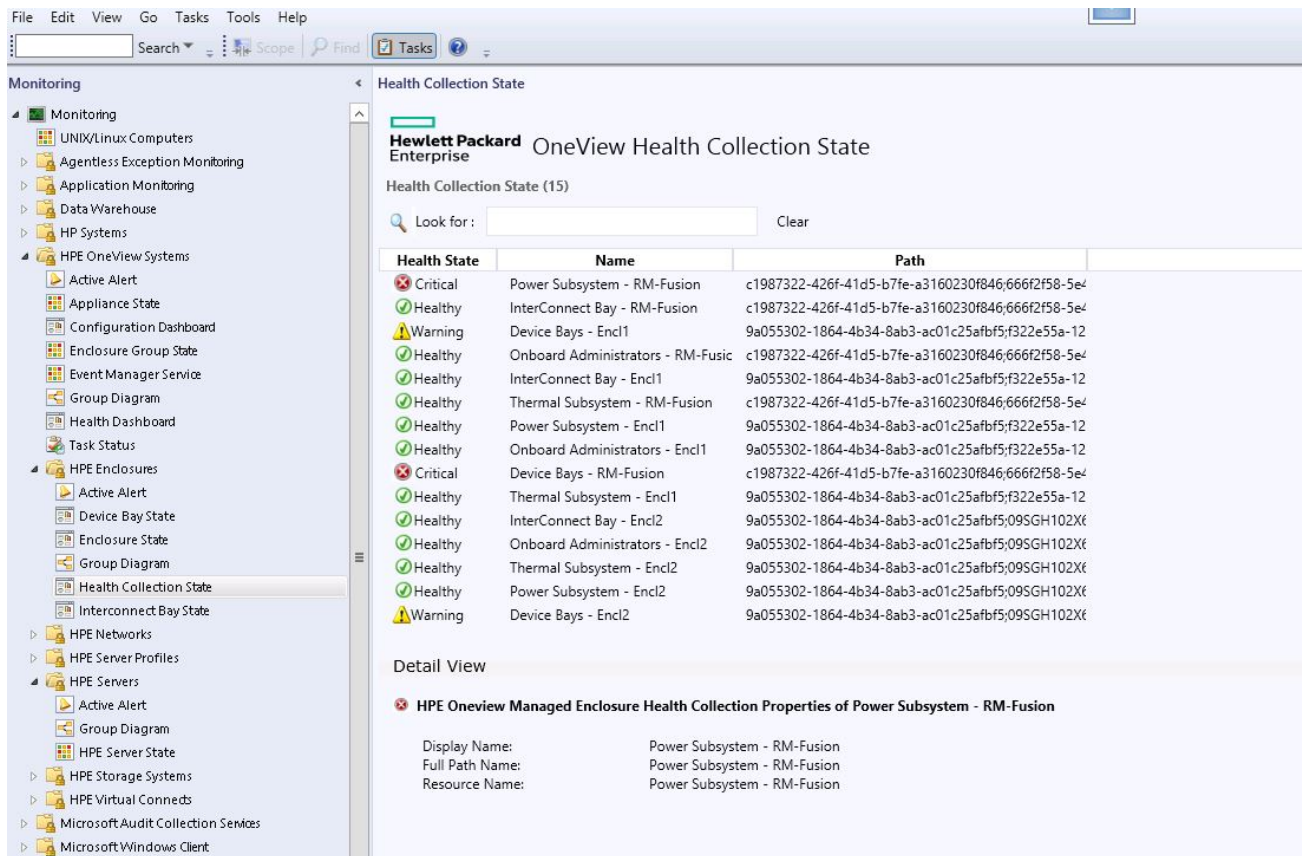 File Edit View Go Tasks Tools Help
Search Scope Find Tasks
Monitoring
Monitoring
UNIX/Linux Computers
Agentless Exception Monitoring
Application Monitoring
Data Warehouse
HP Systems
HPE OneView Systems
Active Alert
Appliance State
Configuration Dashboard
Enclosure Group State
Event Manager Service
Group Diagram
Health Dashboard
Task Status
HPE Enclosures
Active Alert
Device Bay State
Enclosure State
Group Diagram
Health Collection State
Interconnect Bay State
HPE Networks
HPE Server Profiles
HPE Servers
Active Alert
Group Diagram
HPE Server State
HPE Storage Systems
HPE Virtual Connects
Microsoft Audit Collection Services
Microsoft Windows Client
Health Collection State
Hewlett Packard
Enterprise
OneView Health Collection State
Health Collection State (15)
Look for : Clear
Health State Name Path
Critical Power Subsystem - RM-Fusion c1987322-426f-41d5-b7fe-a3160230f846;666f2f58-5e4
Healthy InterConnect Bay - RM-Fusion c1987322-426f-41d5-b7fe-a3160230f846;666f2f58-5e4
Warning Device Bays - Encl1 9a055302-1864-4b34-8ab3-ac01c25afbf5;f322e55a-12
Healthy Onboard Administrators - RM-Fusic c1987322-426f-41d5-b7fe-a3160230f846;666f2f58-5e4
Healthy InterConnect Bay - Encl1 9a055302-1864-4b34-8ab3-ac01c25afbf5;f322e55a-12
Healthy Thermal Subsystem - RM-Fusion c1987322-426f-41d5-b7fe-a3160230f846;666f2f58-5e4
Healthy Power Subsystem - Encl1 9a055302-1864-4b34-8ab3-ac01c25afbf5;f322e55a-12
Healthy Onboard Administrators - Encl1 9a055302-1864-4b34-8ab3-ac01c25afbf5;f322e55a-12
Critical Device Bays - RM-Fusion c1987322-426f-41d5-b7fe-a3160230f846;666f2f58-5e4
Healthy Thermal Subsystem - Encl1 9a055302-1864-4b34-8ab3-ac01c25afbf5;f322e55a-12
Healthy InterConnect Bay - Encl2 9a055302-1864-4b34-8ab3-ac01c25afbf5;09SGH102X6
Healthy Onboard Administrators - Encl2 9a055302-1864-4b34-8ab3-ac01c25afbf5;09SGH102X6
Healthy Thermal Subsystem - Encl2 9a055302-1864-4b34-8ab3-ac01c25afbf5;09SGH102X6
Healthy Power Subsystem - Encl2 9a055302-1864-4b34-8ab3-ac01c25afbf5;09SGH102X6
Warning Device Bays - Encl2 9a055302-1864-4b34-8ab3-ac01c25afbf5;09SGH102X6
Detail View
HPE Oneview Managed Enclosure Health Collection Properties of Power Subsystem - RM-Fusion
Display Name: Power Subsystem - RM-Fusion
Full Path Name: Power Subsystem - RM-Fusion
Resource Name: Power Subsystem - RM-Fusion